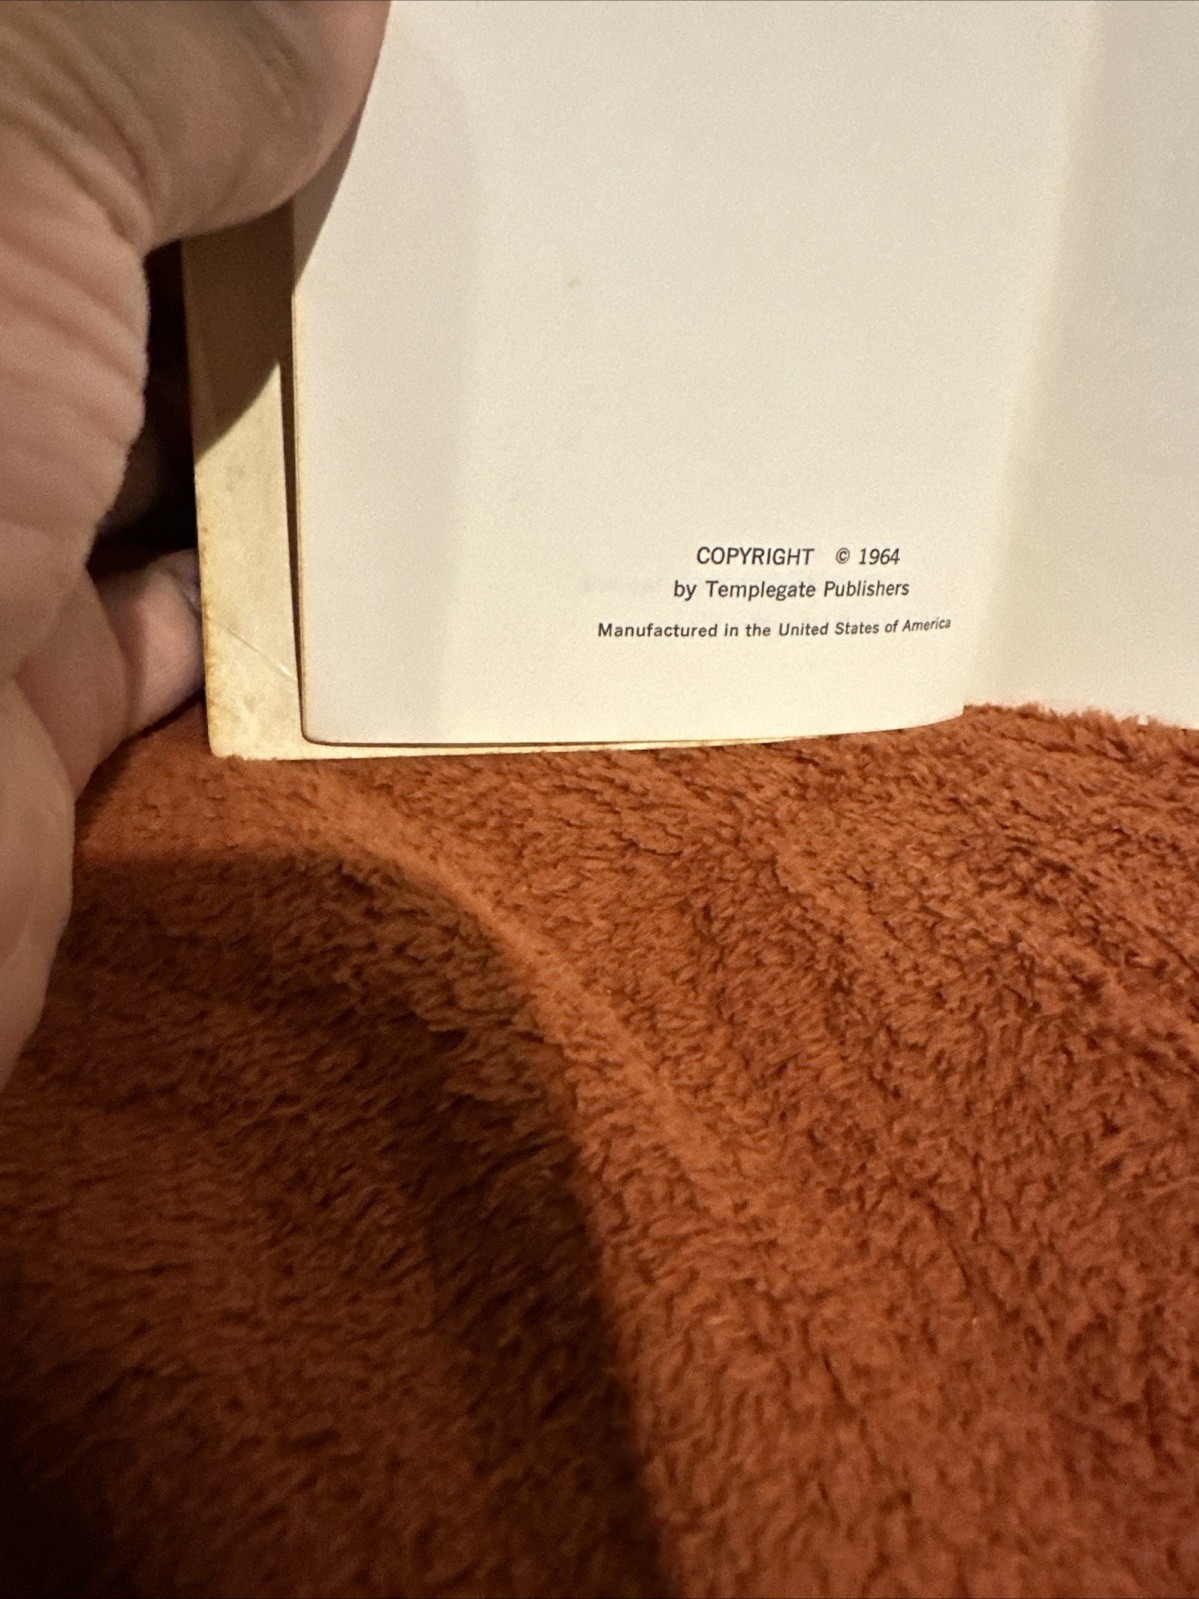 COPYRIGHT © 1964
by Templegate Publishers
Manufactured in the United States of America